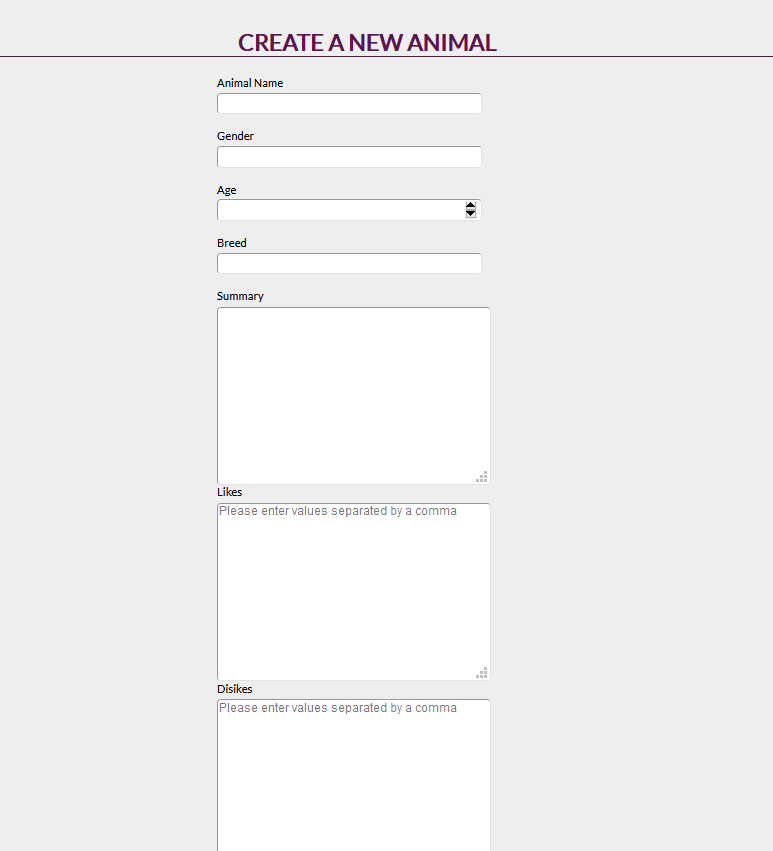 CREATE A NEW ANIMAL
Animal Name
Gender
Age
Breed
Summary
Likes
Please enter values separated by a comma
Disikes
Please enter values separated by a comma